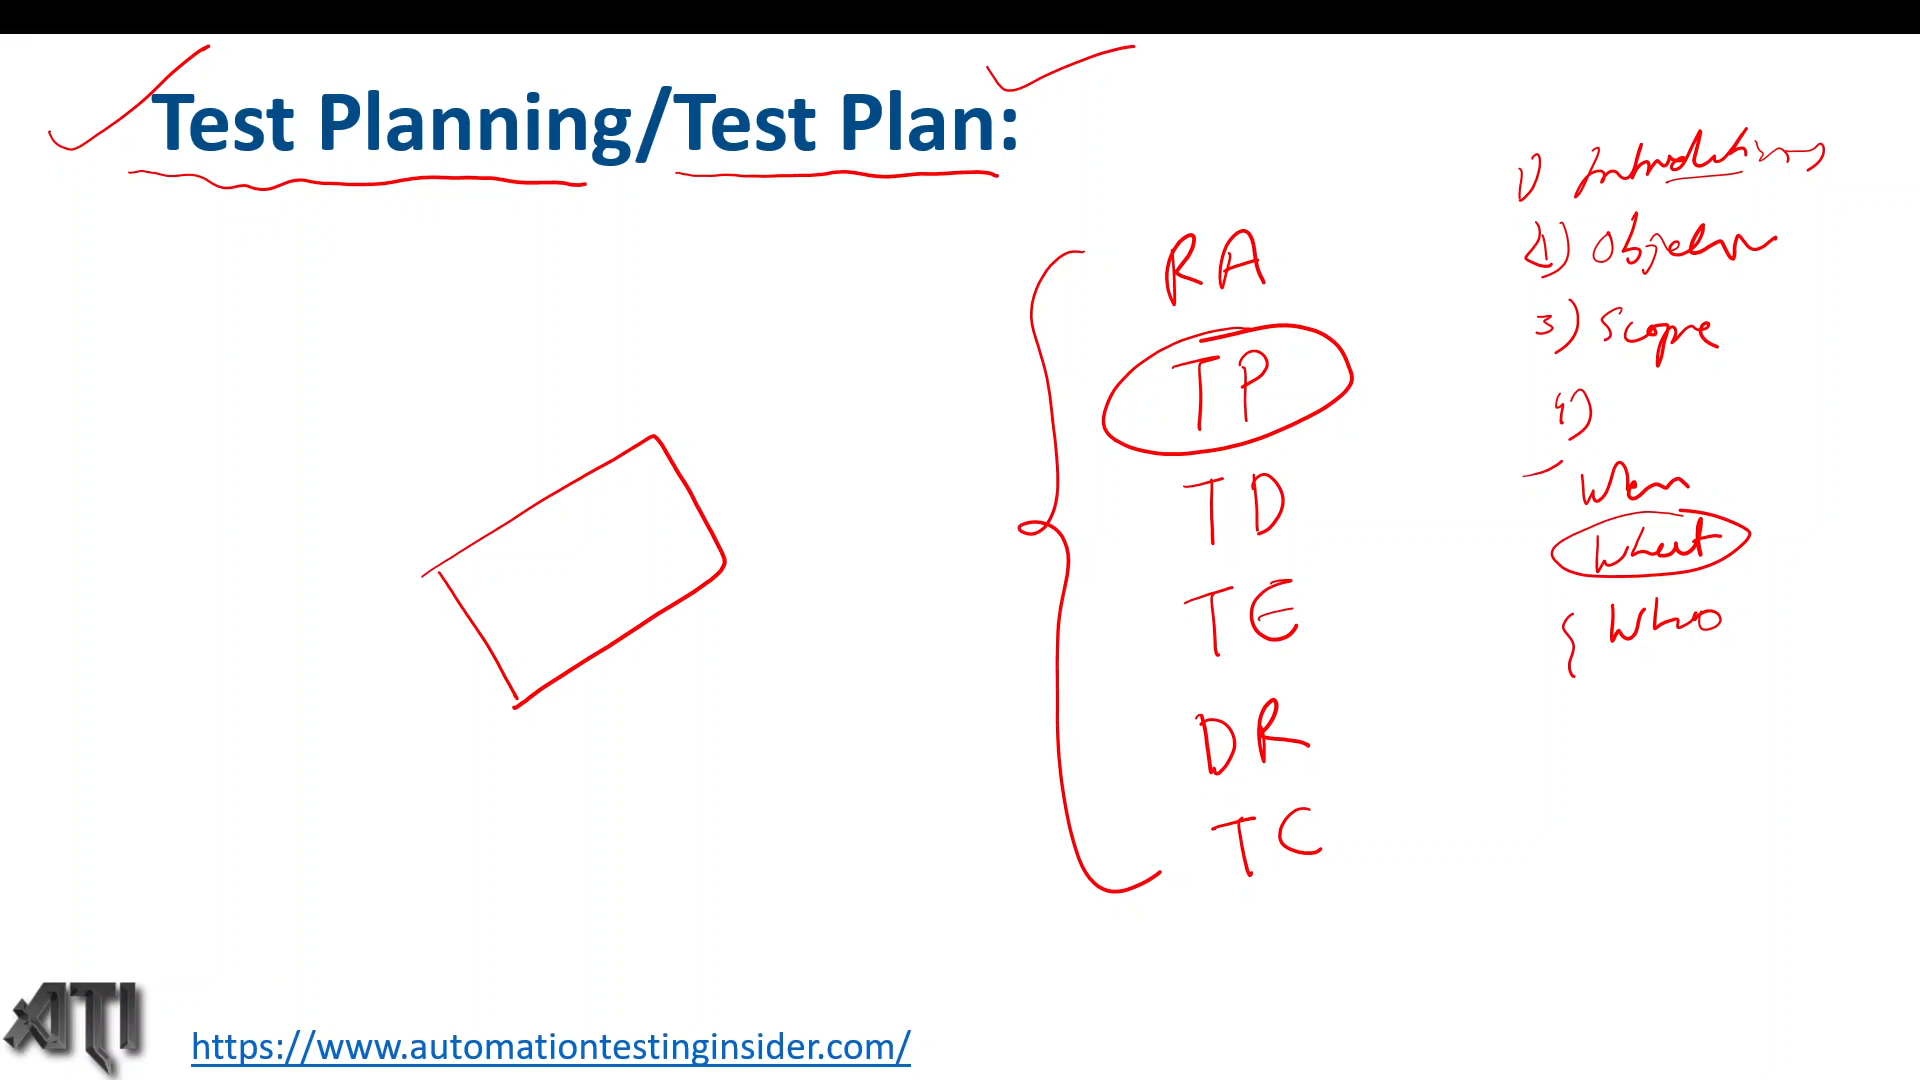 Test Planning/Test Plan:
RA
TP
TD
TE
DR
TC
1) Introduction
2) Objective
3) Scope
4)
When
What
Who
ATI
https://www.automationtestinginsider.com/